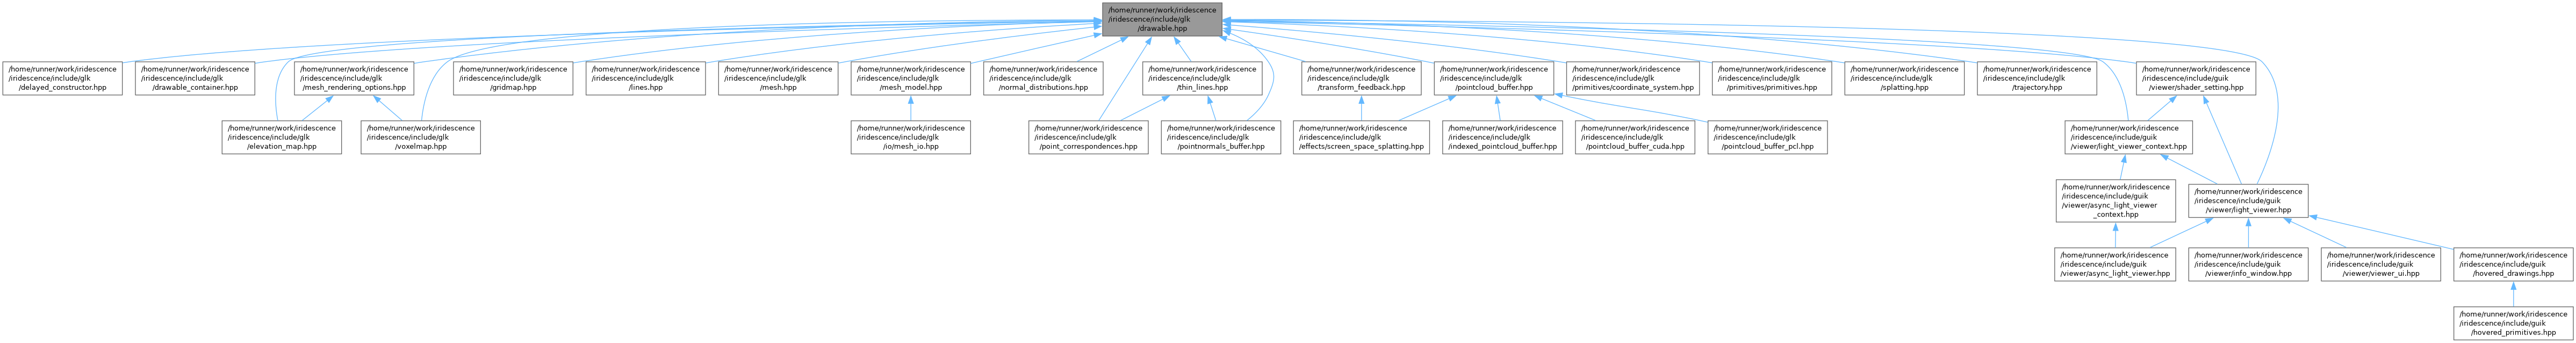 /home/runner/work/iridescence
/iridescence/include/glk
/drawable.hpp
/home/runner/work/iridescence
/iridescence/include/glk
/delayed_constructor.hpp
/home/runner/work/iridescence
/iridescence/include/glk
/drawable_container.hpp
/home/runner/work/iridescence
/iridescence/include/glk
/mesh_rendering_options.hpp
/home/runner/work/iridescence
/iridescence/include/glk
/gridmap.hpp
/home/runner/work/iridescence
/iridescence/include/glk
/lines.hpp
/home/runner/work/iridescence
/iridescence/include/glk
/mesh.hpp
/home/runner/work/iridescence
/iridescence/include/glk
/mesh_model.hpp
/home/runner/work/iridescence
/iridescence/include/glk
/normal_distributions.hpp
/home/runner/work/iridescence
/iridescence/include/glk
/thin_lines.hpp
/home/runner/work/iridescence
/iridescence/include/glk
/transform_feedback.hpp
/home/runner/work/iridescence
/iridescence/include/glk
/pointcloud_buffer.hpp
/home/runner/work/iridescence
/iridescence/include/glk
/primitives/coordinate_system.hpp
/home/runner/work/iridescence
/iridescence/include/glk
/primitives/primitives.hpp
/home/runner/work/iridescence
/iridescence/include/glk
/splatting.hpp
/home/runner/work/iridescence
/iridescence/include/glk
/trajectory.hpp
/home/runner/work/iridescence
/iridescence/include/guik
/viewer/shader_setting.hpp
/home/runner/work/iridescence
/iridescence/include/glk
/elevation_map.hpp
/home/runner/work/iridescence
/iridescence/include/glk
/voxelmap.hpp
/home/runner/work/iridescence
/iridescence/include/glk
/io/mesh_io.hpp
/home/runner/work/iridescence
/iridescence/include/glk
/point_correspondences.hpp
/home/runner/work/iridescence
/iridescence/include/glk
/pointnormals_buffer.hpp
/home/runner/work/iridescence
/iridescence/include/glk
/effects/screen_space_splatting.hpp
/home/runner/work/iridescence
/iridescence/include/glk
/indexed_pointcloud_buffer.hpp
/home/runner/work/iridescence
/iridescence/include/glk
/pointcloud_buffer_cuda.hpp
/home/runner/work/iridescence
/iridescence/include/glk
/pointcloud_buffer_pcl.hpp
/home/runner/work/iridescence
/iridescence/include/guik
/viewer/light_viewer_context.hpp
/home/runner/work/iridescence
/iridescence/include/guik
/viewer/async_light_viewer
_context.hpp
/home/runner/work/iridescence
/iridescence/include/guik
/viewer/light_viewer.hpp
/home/runner/work/iridescence
/iridescence/include/guik
/viewer/async_light_viewer.hpp
/home/runner/work/iridescence
/iridescence/include/guik
/viewer/info_window.hpp
/home/runner/work/iridescence
/iridescence/include/guik
/viewer/viewer_ui.hpp
/home/runner/work/iridescence
/iridescence/include/guik
/hovered_drawings.hpp
/home/runner/work/iridescence
/iridescence/include/guik
/hovered_primitives.hpp